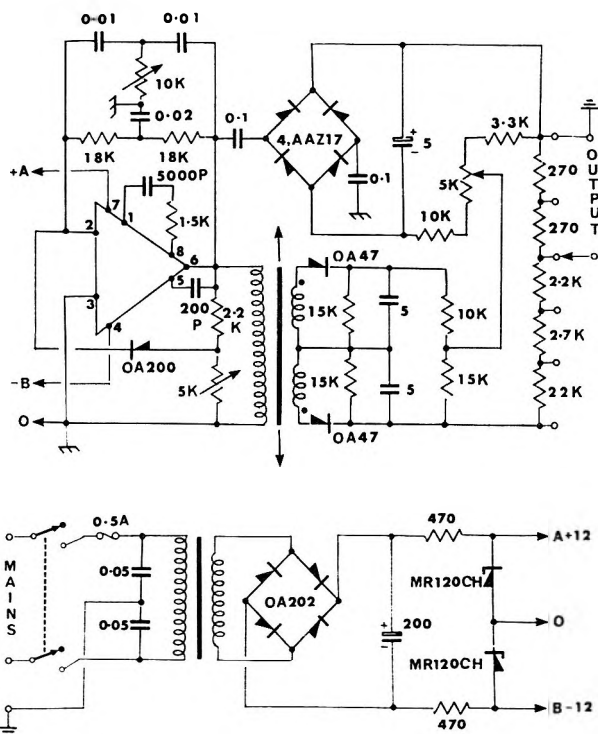 0·01
0·01
10K
0·02
18K
18K
0·1
4,AAZ17
0·1
+
-
5
3·3K
5K
10K
OUTPUT
270
270
2·2K
2·7K
22K
+A
5000P
1·5K
7
1
2
8
6
5
3
4
200
P
2·2
K
OA200
5K
-B
O
OA47
15K
5
10K
15K
5
15K
OA47
MAINS
0·5A
0·05
0·05
OA202
+
-
200
470
A+12
MR120CH
O
MR120CH
B-12
470